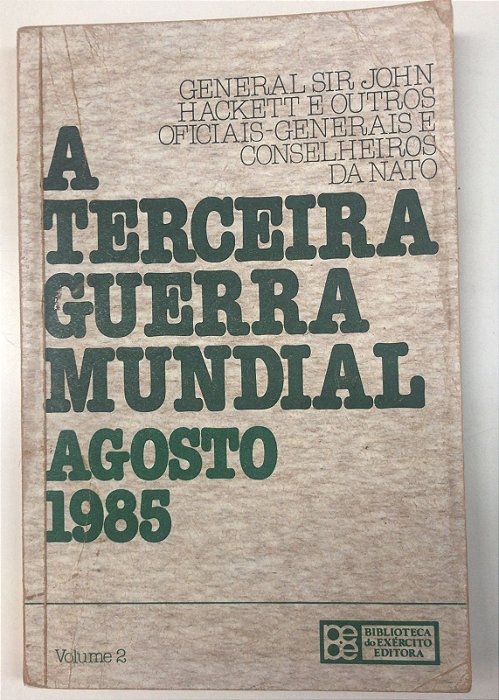 GENERAL SIR JOHN
HACKETT E OUTROS
OFICIAIS-GENERAIS E
CONSELHEIROS
DA NATO
A
TERCEIRA
GUERRA
MUNDIAL
AGOSTO
1985
Volume 2
BIBLIOTECA
do EXÉRCITO
EDITORA